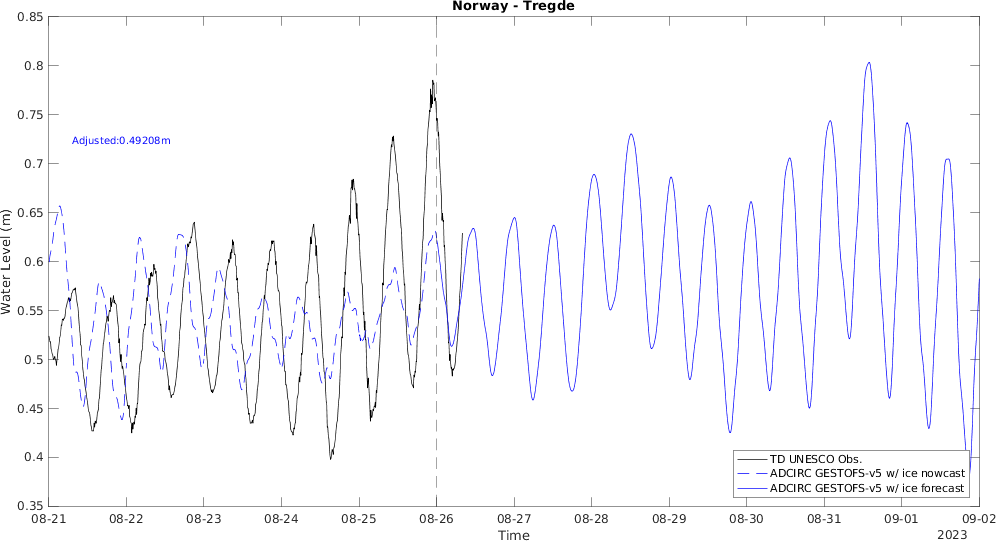 Norway - Tregde
0.85
0.8
0.75
0.7
0.65
0.6
0.55
0.5
0.45
0.4
0.35
Water Level (m)
Adjusted:0.49208m
TD UNESCO Obs.
ADCIRC GESTOFS-v5 w/ ice nowcast
ADCIRC GESTOFS-v5 w/ ice forecast
08-21 08-22 08-23 08-24 08-25 08-26 08-27 08-28 08-29 08-30 08-31 09-01 09-02
Time
2023